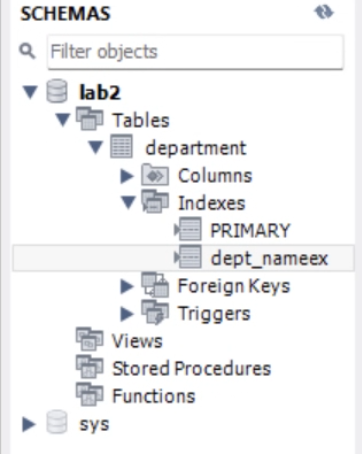 SCHEMAS
Filter objects
lab2
Tables
department
Columns
Indexes
PRIMARY
dept_nameex
Foreign Keys
Triggers
Views
Stored Procedures
Functions
sys